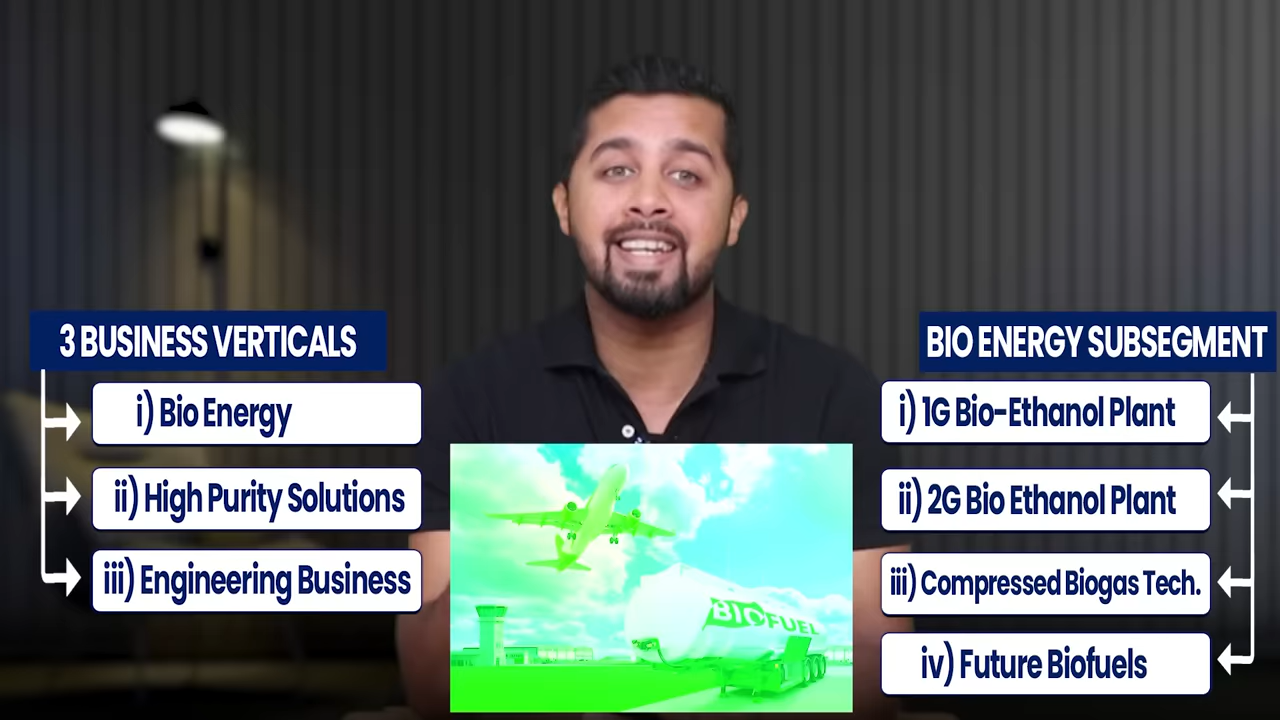 3 BUSINESS VERTICALS
i) Bio Energy
ii) High Purity Solutions
iii) Engineering Business
BIO ENERGY SUBSEGMENT
i) 1G Bio-Ethanol Plant
ii) 2G Bio Ethanol Plant
iii) Compressed Biogas Tech.
iv) Future Biofuels
BIOFUEL